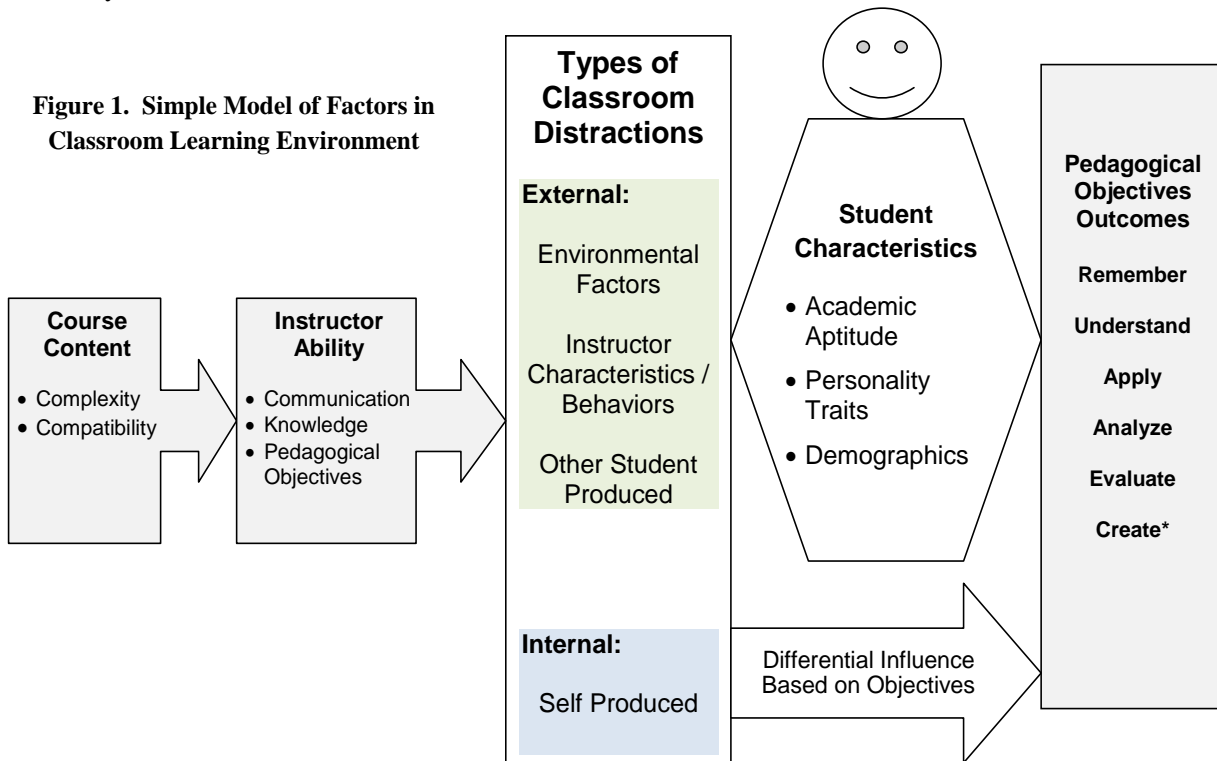 Figure 1. Simple Model of Factors in
Classroom Learning Environment
Course
Content
• Complexity
• Compatibility
Instructor
Ability
• Communication
• Knowledge
• Pedagogical
Objectives
Types of
Classroom
Distractions
External:
Environmental
Factors
Instructor
Characteristics /
Behaviors
Other Student
Produced
Internal:
Self Produced
Student
Characteristics
• Academic
Aptitude
• Personality
Traits
• Demographics
Differential Influence
Based on Objectives
Pedagogical
Objectives
Outcomes
Remember
Understand
Apply
Analyze
Evaluate
Create*